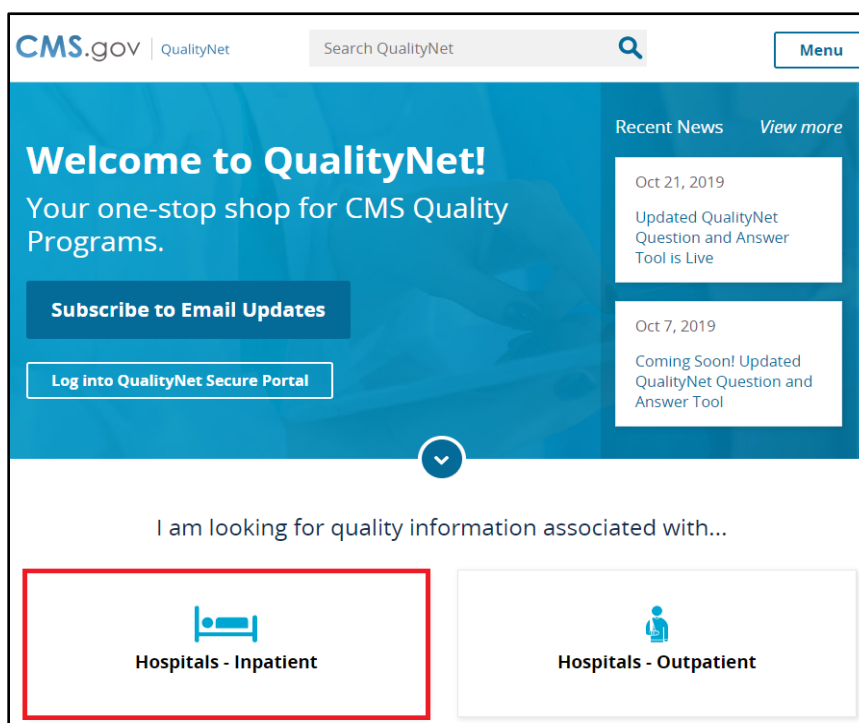 CMS.gov QualityNet
Search QualityNet
Menu
Welcome to QualityNet!
Your one-stop shop for CMS Quality
Programs.
Subscribe to Email Updates
Log into QualityNet Secure Portal
Recent News View more
Oct 21, 2019
Updated QualityNet
Question and Answer
Tool is Live
Oct 7, 2019
Coming Soon! Updated
QualityNet Question and
Answer Tool
I am looking for quality information associated with...
Hospitals - Inpatient
Hospitals - Outpatient